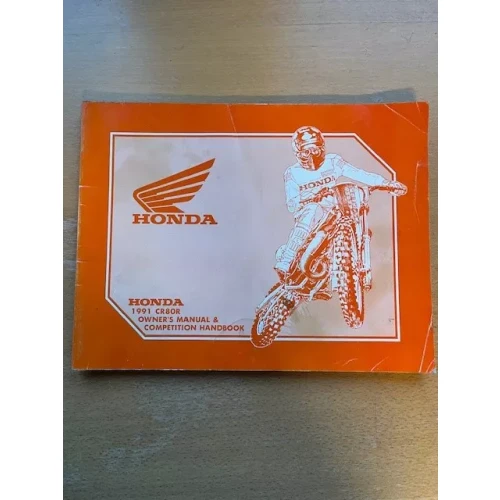 HONDA
HONDA
HONDA
1991 CR80R
OWNER'S MANUAL &
COMPETITION HANDBOOK